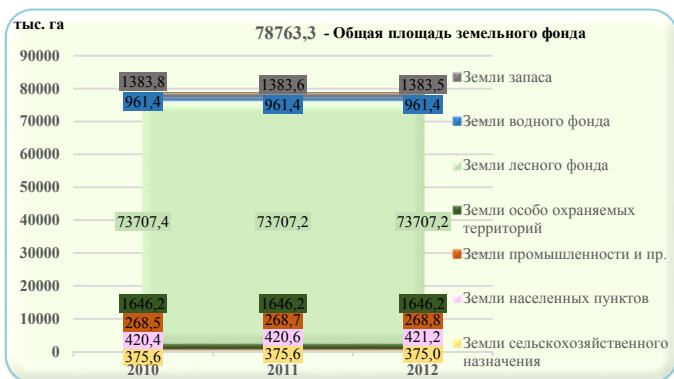 тыс. га
78763,3 - Общая площадь земельного фонда
90000
80000
70000
60000
50000
40000
30000
20000
10000
0
1383,8 1383,6 1383,5
961,4 961,4 961,4
73707,4 73707,2 73707,2
1646,2 1646,2 1646,2
268,5 268,7 268,8
420,4 420,6 421,2
375,6 375,6 375,0
2010 2011 2012
Земли запаса
Земли водного фонда
Земли лесного фонда
Земли особо охраняемых
территорий
Земли промышленности и пр.
Земли населенных пунктов
Земли сельскохозяйственного
назначения